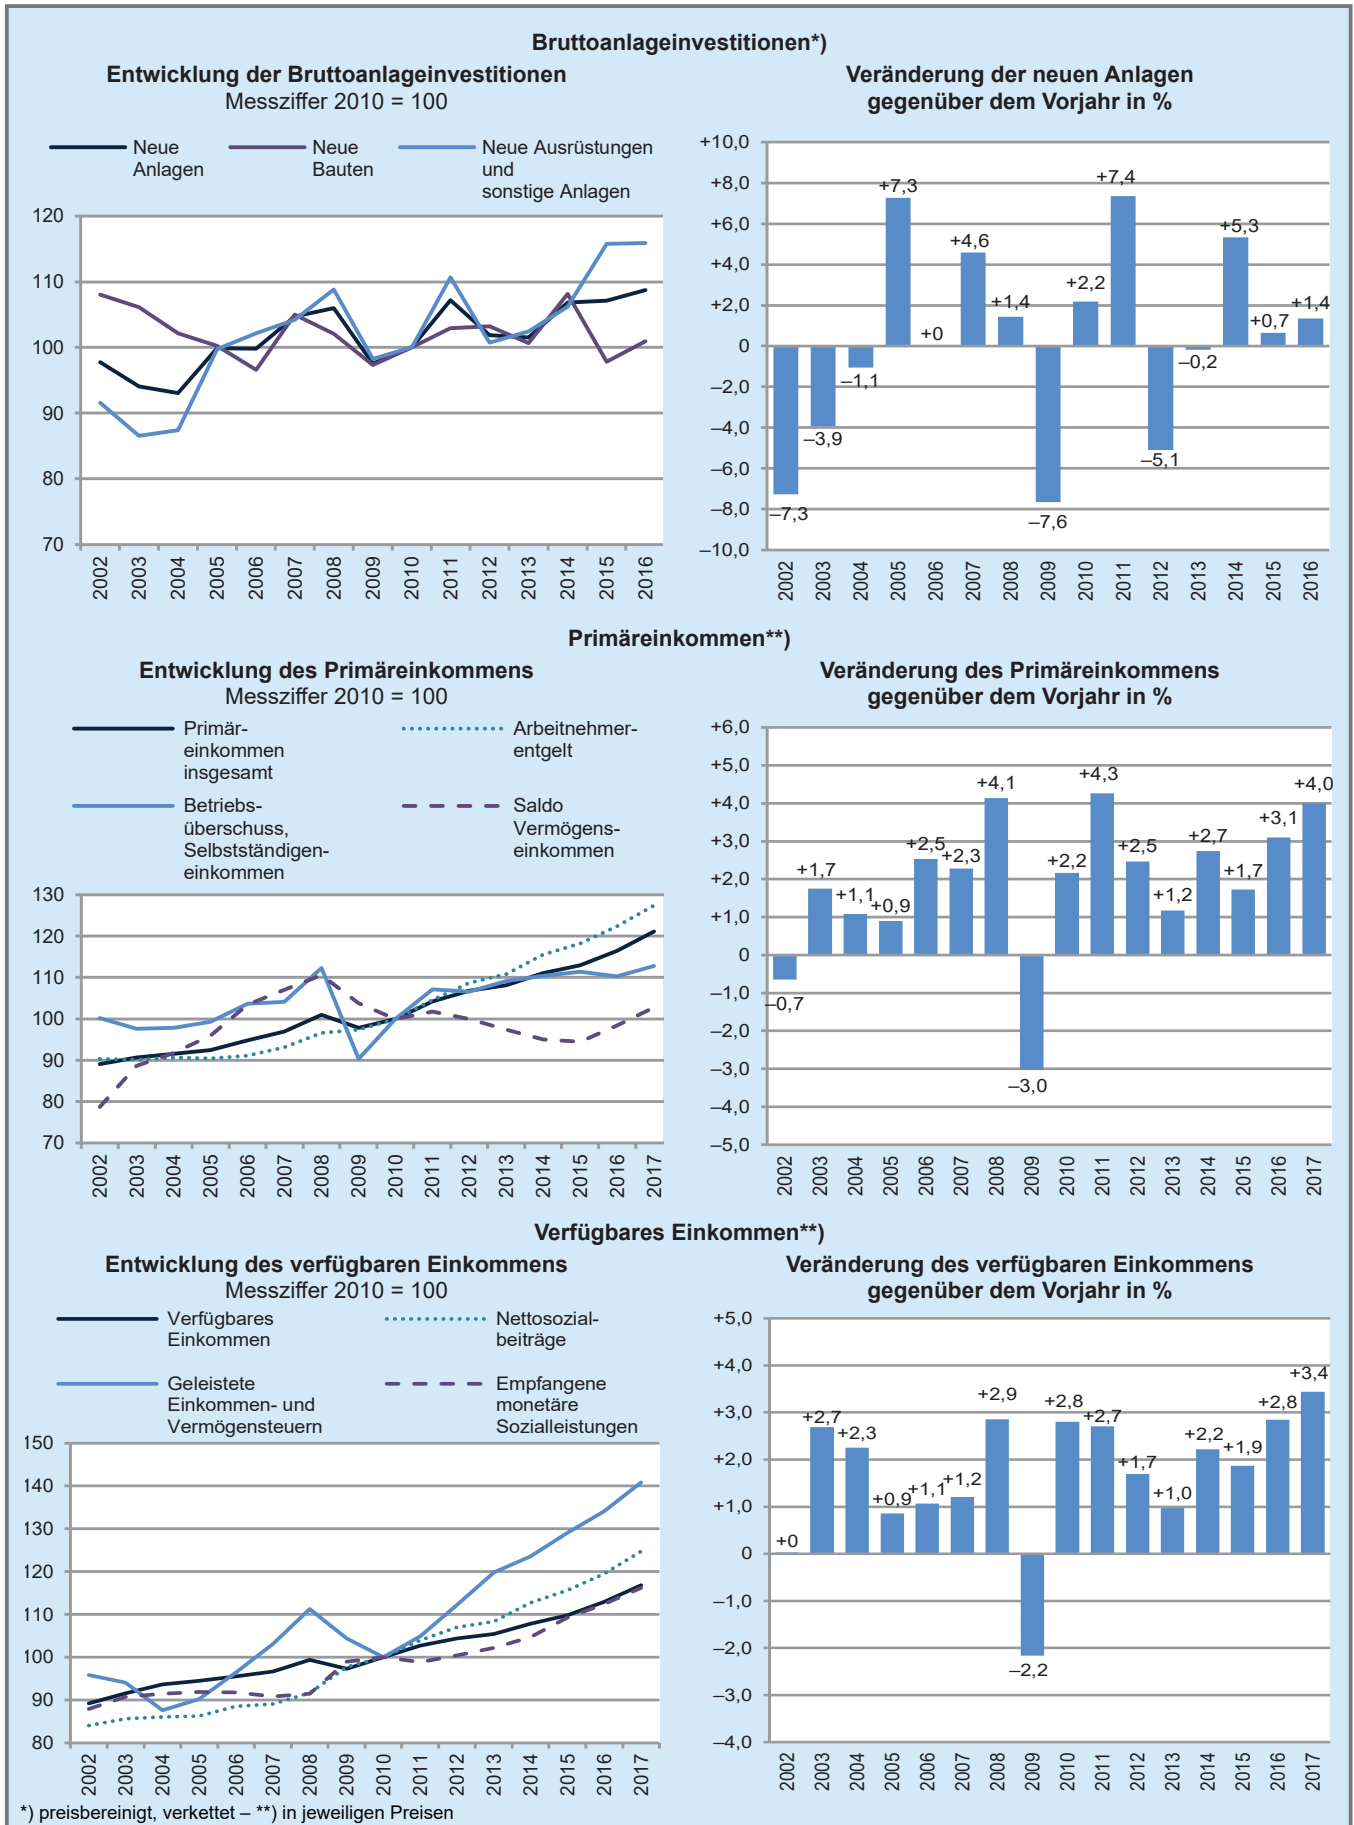 Bruttoanlageinvestitionen*)
Entwicklung der Bruttoanlageinvestitionen
Messziffer 2010 = 100
Neue
Anlagen
Neue
Bauten
Neue Ausrüstungen
und
sonstige Anlagen
120
110
100
90
80
70
2002 2003 2004 2005 2006 2007 2008 2009 2010 2011 2012 2013 2014 2015 2016
Veränderung der neuen Anlagen
gegenüber dem Vorjahr in %
+10,0
+8,0
+6,0
+4,0
+2,0
0
–2,0
–4,0
–6,0
–8,0
–10,0
–7,3 –3,9 –1,1 +7,3 +0 +4,6 +1,4 –7,6 +2,2 +7,4 –5,1 –0,2 +5,3 +0,7 +1,4
2002 2003 2004 2005 2006 2007 2008 2009 2010 2011 2012 2013 2014 2015 2016
Primäreinkommen**)
Entwicklung des Primäreinkommens
Messziffer 2010 = 100
Primär-
einkommen
insgesamt
Arbeitnehmer-
entgelt
Betriebs-
überschuss,
Selbstständigen-
einkommen
Saldo
Vermögens-
einkommen
130
120
110
100
90
80
70
2002 2003 2004 2005 2006 2007 2008 2009 2010 2011 2012 2013 2014 2015 2016 2017
Veränderung des Primäreinkommens
gegenüber dem Vorjahr in %
+6,0
+5,0
+4,0
+3,0
+2,0
+1,0
0
–1,0
–2,0
–3,0
–4,0
–5,0
–0,7 +1,7 +1,1 +0,9 +2,5 +2,3 +4,1 –3,0 +2,2 +4,3 +2,5 +1,2 +2,7 +1,7 +3,1 +4,0
2002 2003 2004 2005 2006 2007 2008 2009 2010 2011 2012 2013 2014 2015 2016 2017
Verfügbares Einkommen**)
Entwicklung des verfügbaren Einkommens
Messziffer 2010 = 100
Verfügbares
Einkommen
Nettosozial-
beiträge
Geleistete
Einkommen- und
Vermögensteuern
Empfangene
monetäre
Sozialleistungen
150
140
130
120
110
100
90
80
2002 2003 2004 2005 2006 2007 2008 2009 2010 2011 2012 2013 2014 2015 2016 2017
Veränderung des verfügbaren Einkommens
gegenüber dem Vorjahr in %
+5,0
+4,0
+3,0
+2,0
+1,0
0
–1,0
–2,0
–3,0
–4,0
+0 +2,7 +2,3 +0,9 +1,1 +1,2 +2,9 –2,2 +2,8 +2,7 +1,7 +1,0 +2,2 +1,9 +2,8 +3,4
2002 2003 2004 2005 2006 2007 2008 2009 2010 2011 2012 2013 2014 2015 2016 2017
*) preisbereinigt, verkettet – **) in jeweiligen Preisen